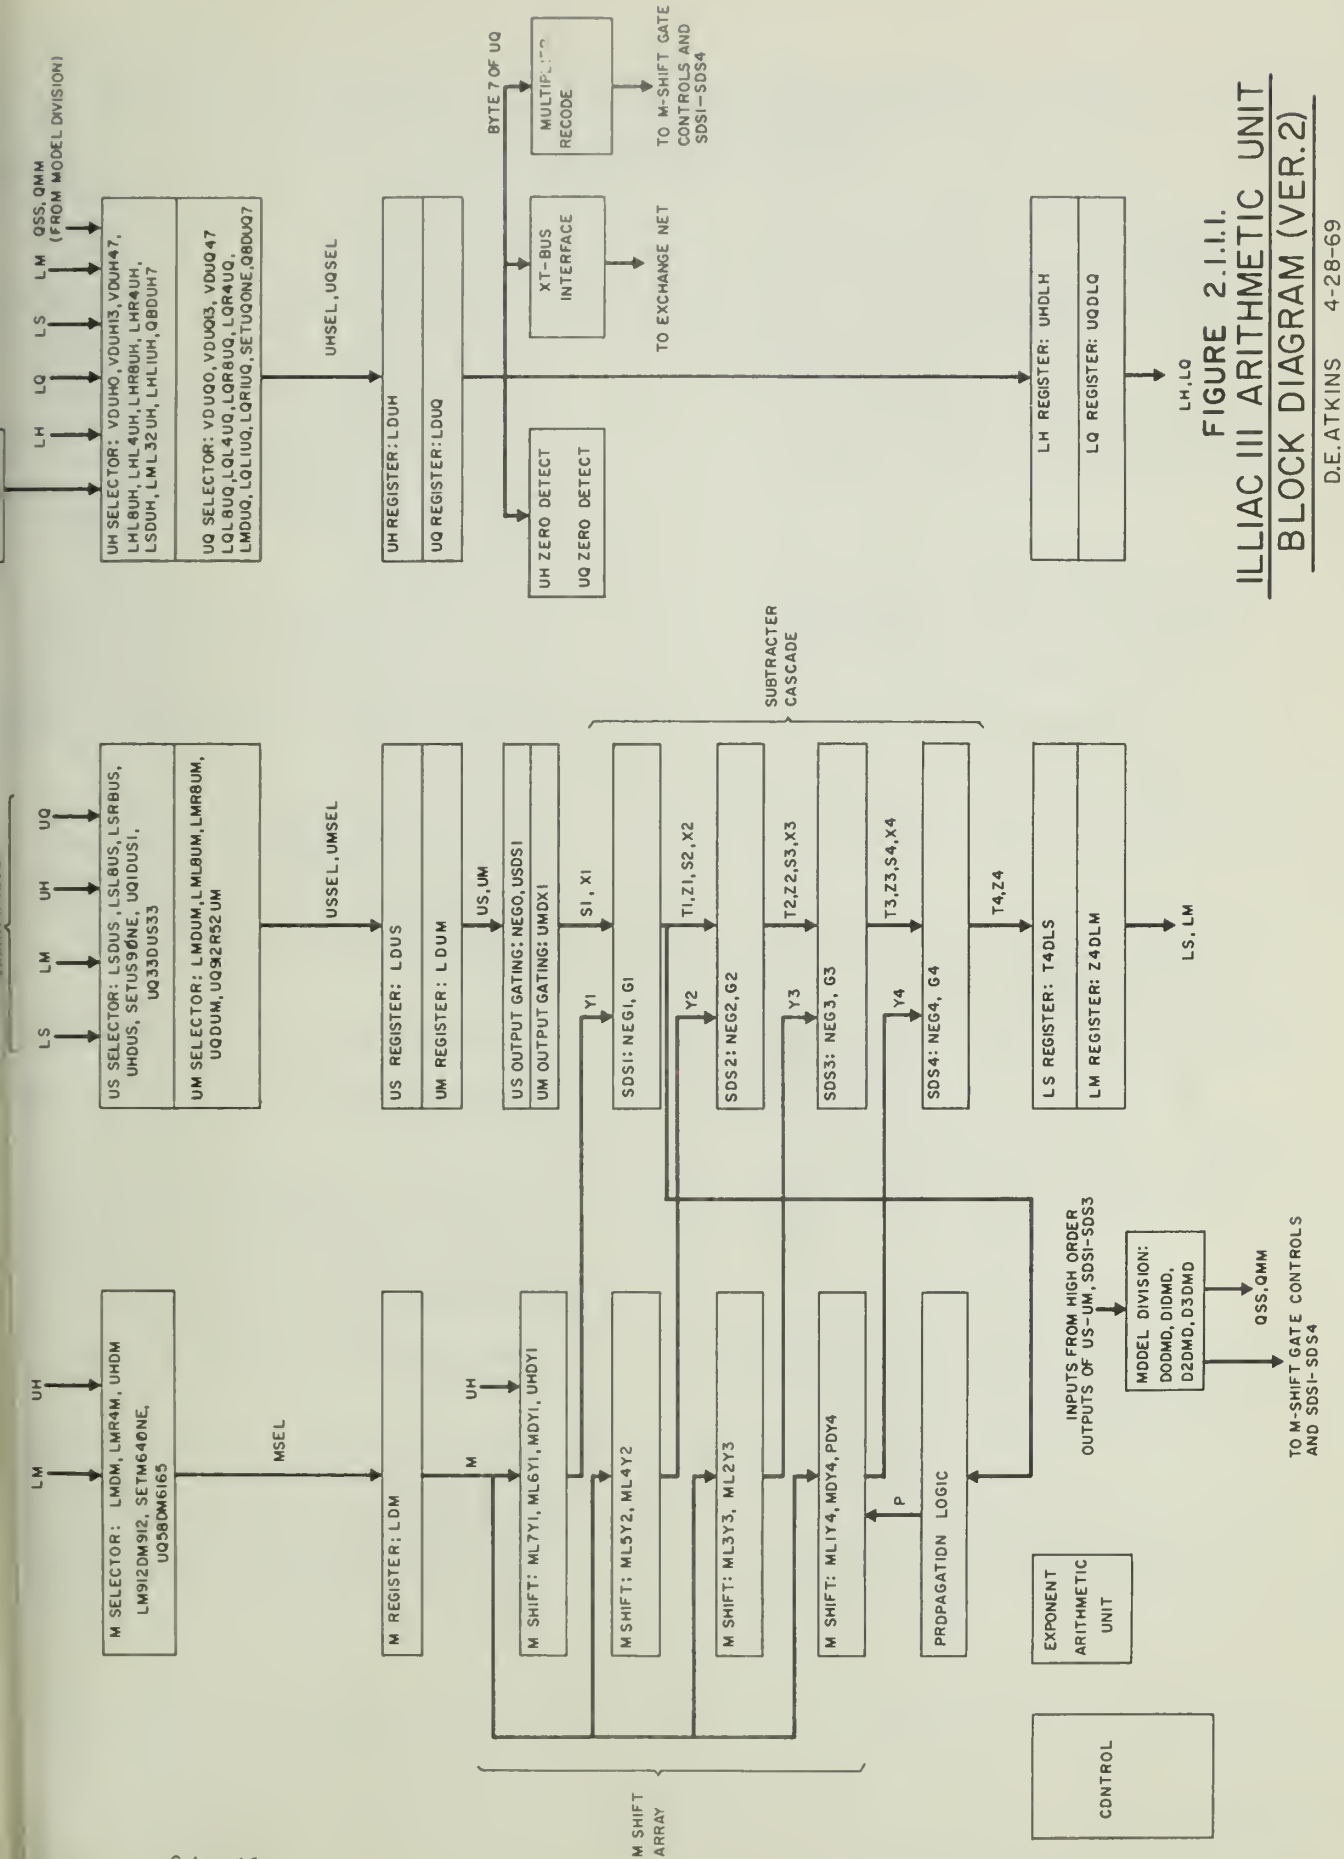 LM
UH
M SELECTOR: LMDM, LMR4M, UHDM
LM912DM912, SETM64ONE,
UQ58DM6165
MSEL
M REGISTER: LDM
M
UH
M SHIFT: ML7Y1, ML6Y1, MDY1, UHDY1
M SHIFT: ML5Y2, ML4Y2
M SHIFT: ML3Y3, ML2Y3
M SHIFT: ML1Y4, MDY4, PDY4
P
PROPAGATION LOGIC
M SHIFT
ARRAY
CONTROL
EXPONENT
ARITHMETIC
UNIT
INPUTS FROM HIGH ORDER
OUTPUTS OF US-UM, SDS1-SDS3
MODEL DIVISION:
D0DMD, D1DMD,
D2DMD, D3DMD
QSS, QMM
TO M-SHIFT GATE CONTROLS
AND SDS1-SDS4
LS
LM
UH
UQ
US SELECTOR: LSDUS, LSL8US, LSR8US,
UHDUS, SETUS90NE, UQ1DUS1,
UQ33DUS33
UM SELECTOR: LMDUM, LML8UM, LMR8UM,
UQDUM, UQ912R52UM
USSEL, UMSEL
US REGISTER: LDUS
UM REGISTER: LDUM
US, UM
US OUTPUT GATING: NEG0, USDS1
UM OUTPUT GATING: UMDX1
S1, X1
Y1
SDS1: NEG1, G1
T1, Z1, S2, X2
Y2
SDS2: NEG2, G2
T2, Z2, S3, X3
Y3
SDS3: NEG3, G3
T3, Z3, S4, X4
Y4
SDS4: NEG4, G4
T4, Z4
SUBTRACTER
CASCADE
LS REGISTER: T4DLS
LM REGISTER: Z4DLM
LS, LM
LH
LQ
LS
LM
QSS, QMM
(FROM MODEL DIVISION)
UH SELECTOR: VDUH0, VDUH13, VDUH47,
LHL8UH, LHL4UH, LHR8UH, LHR4UH,
LSDUH, LML32UH, LHL1UH, Q8DUH7
UQ SELECTOR: VDUQ0, VDUQ13, VDUQ47
LQL8UQ, LQL4UQ, LQR8UQ, LQR4UQ,
LMDUQ, LQL1UQ, LQR1UQ, SETUQONE, Q8DUQ7
UHSEL, UQSEL
UH REGISTER: LDUH
UQ REGISTER: LDUQ
BYTE 7 OF UQ
UH ZERO DETECT
UQ ZERO DETECT
XT-BUS
INTERFACE
MULTIPLIER
RECODE
TO EXCHANGE NET
TO M-SHIFT GATE
CONTROLS AND
SDS1-SDS4
LH REGISTER: UHDLH
LQ REGISTER: UQDLQ
LH, LQ
FIGURE 2.1.1.1.
ILLIAC III ARITHMETIC UNIT
BLOCK DIAGRAM (VER. 2)
D.E. ATKINS 4-28-69